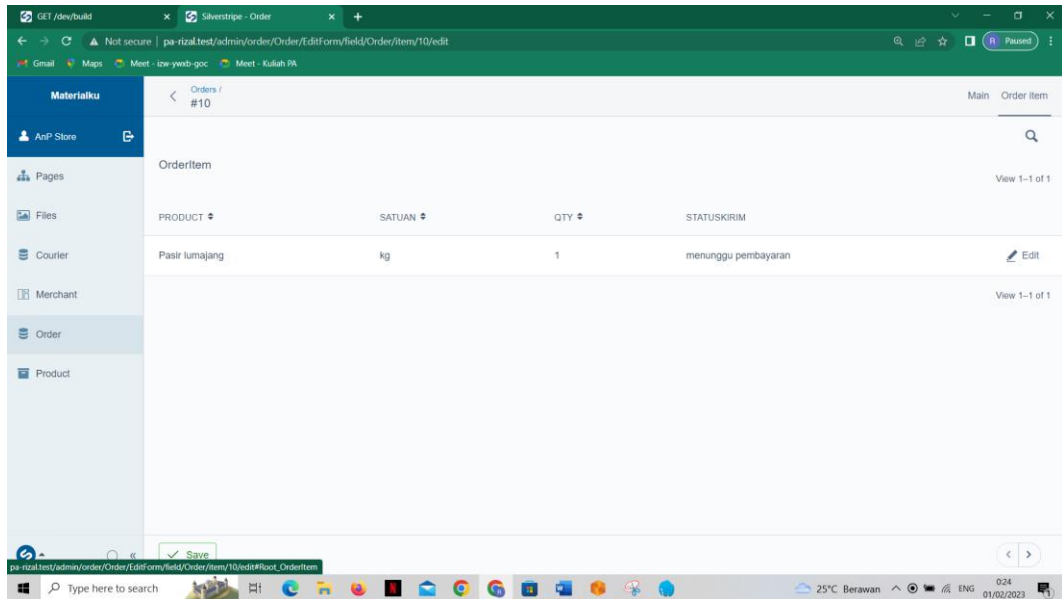 GET /dev/build
Silverstripe - Order
Not secure | pa-rizal.test/admin/order/Order/EditForm/field/Order/item/10/edit
R Paused
Gmail Maps Meet - izw-ywxb-goc Meet - Kuliah PA
Materialku
Orders /
#10
Main Order item
AnP Store
OrderItem
View 1–1 of 1
Pages
Files
PRODUCT SATUAN QTY STATUSKIRIM
Courier
Pasir lumajang kg 1 menunggu pembayaran Edit
Merchant
View 1–1 of 1
Order
Product
Save
pa-rizal.test/admin/order/Order/EditForm/field/Order/item/10/edit#Root_OrderItem
Type here to search
25°C Berawan
ENG
0:24
01/02/2023